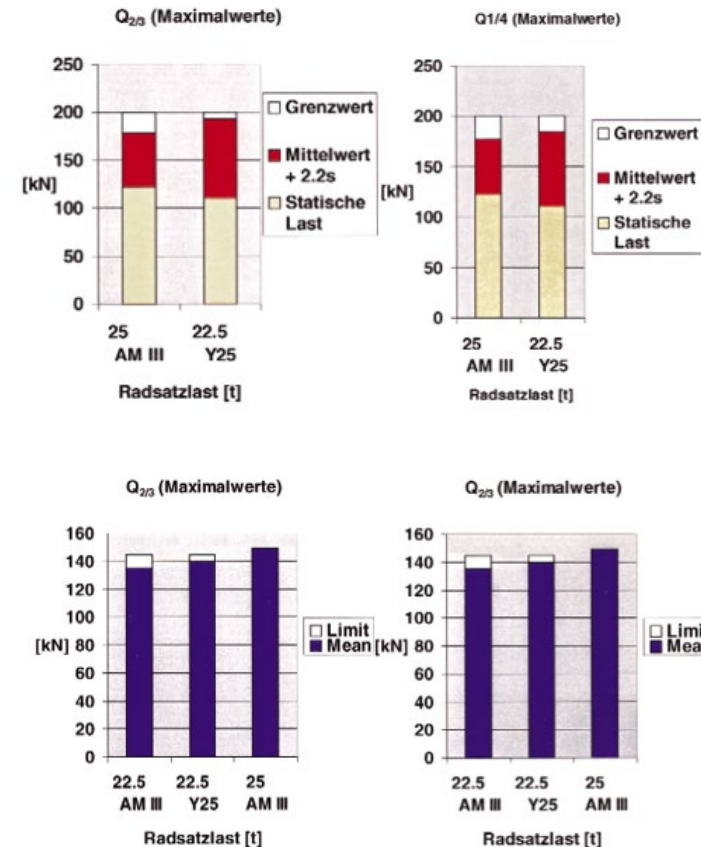 Q2/3 (Maximalwerte)
250
200
150
[kN]
100
50
0
25
AM III
22.5
Y25
Radsatzlast [t]
Grenzwert
Mittelwert
+ 2.2s
Statische
Last
Q1/4 (Maximalwerte)
250
200
150
[kN]
100
50
0
25
AM III
22.5
Y25
Radsatzlast [t]
Grenzwert
Mittelwert
+ 2.2s
Statische
Last
Q2/3 (Maximalwerte)
160
140
120
100
[kN]
80
60
40
20
0
22.5
AM III
22.5
Y25
25
AM III
Radsatzlast [t]
Limit
Mean
Q2/3 (Maximalwerte)
160
140
120
100
[kN]
80
60
40
20
0
22.5
AM III
22.5
Y25
25
AM III
Radsatzlast [t]
Limi
Mea